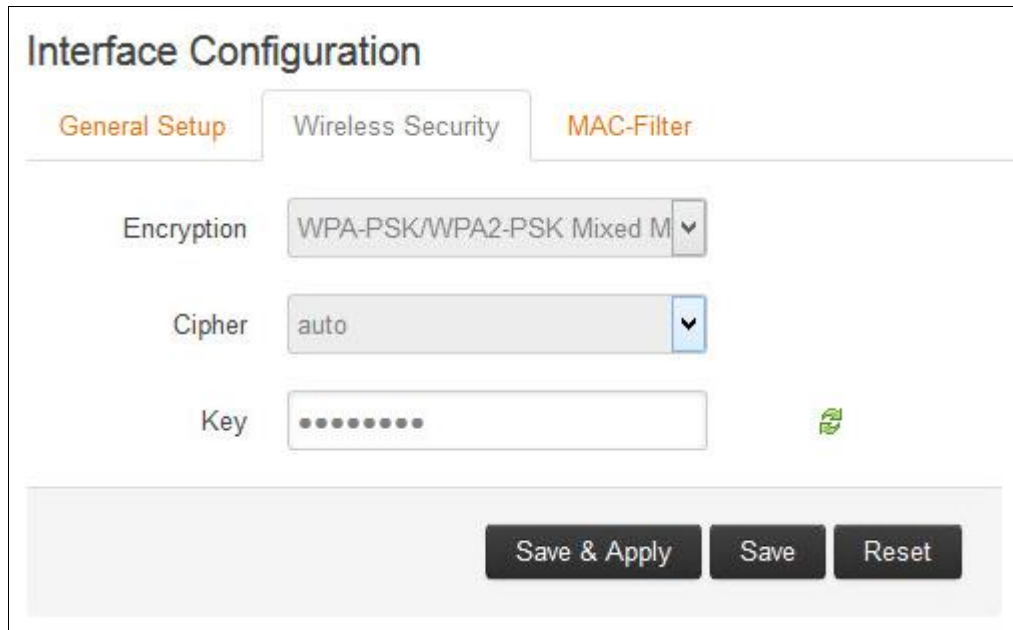 Interface Configuration
General Setup Wireless Security MAC-Filter
Encryption WPA-PSK/WPA2-PSK Mixed M
Cipher auto
Key ••••••••
Save & Apply Save Reset